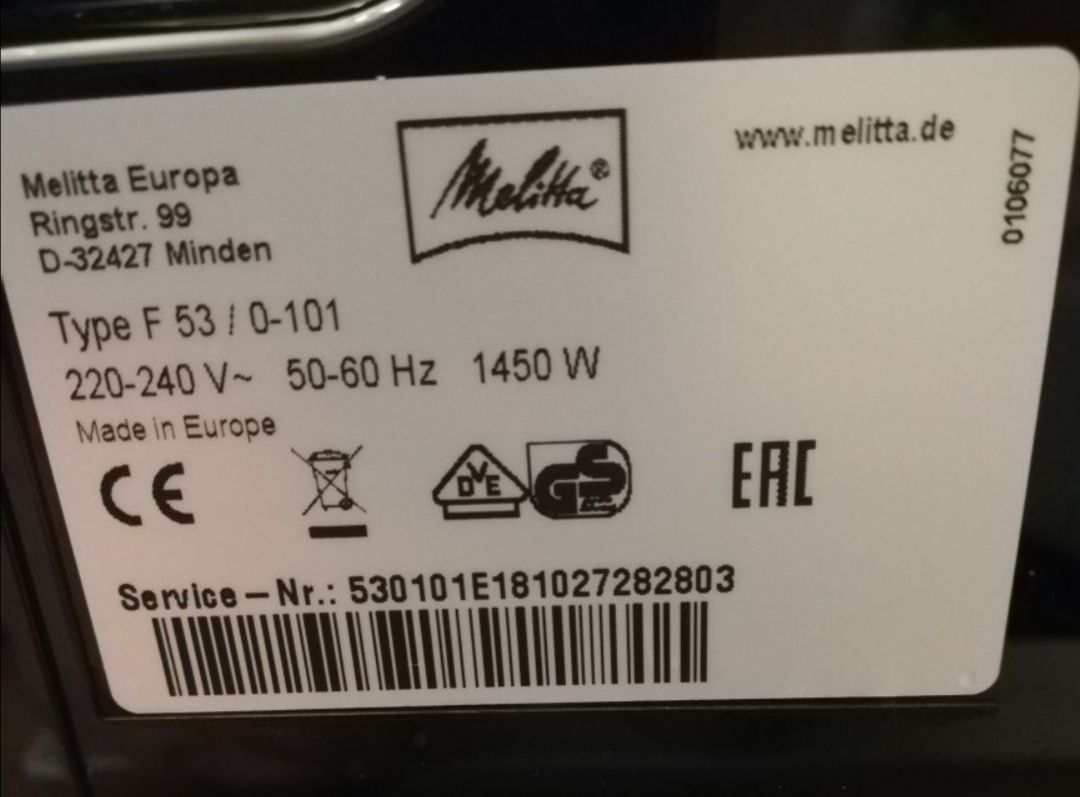 Melitta®
www.melitta.de
0106077
Melitta Europa
Ringstr. 99
D-32427 Minden
Type F 53 / 0-101
220-240 V~ 50-60 Hz 1450 W
Made in Europe
CE
DVE
GS
EAC
Service-Nr.: 530101E181027282803